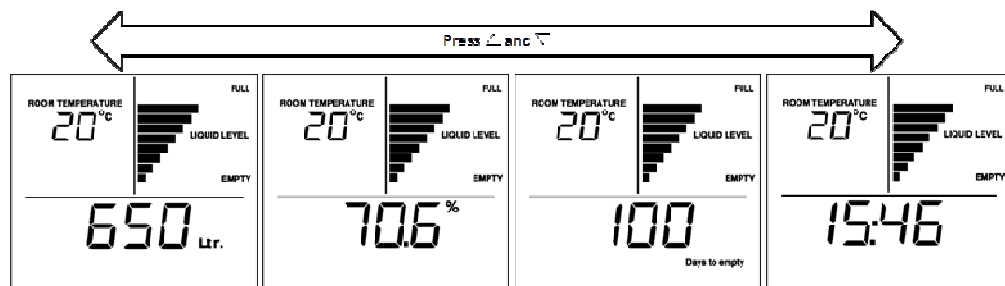 Press △ and ▽
FULL
ROOM TEMPERATURE
20°C
LIQUID LEVEL
EMPTY
650 Ltr.
FULL
ROOM TEMPERATURE
20°C
LIQUID LEVEL
EMPTY
70.6 %
FULL
ROOM TEMPERATURE
20°C
LIQUID LEVEL
EMPTY
100
Days to empty
FULL
ROOM TEMPERATURE
20°C
LIQUID LEVEL
EMPTY
15:46